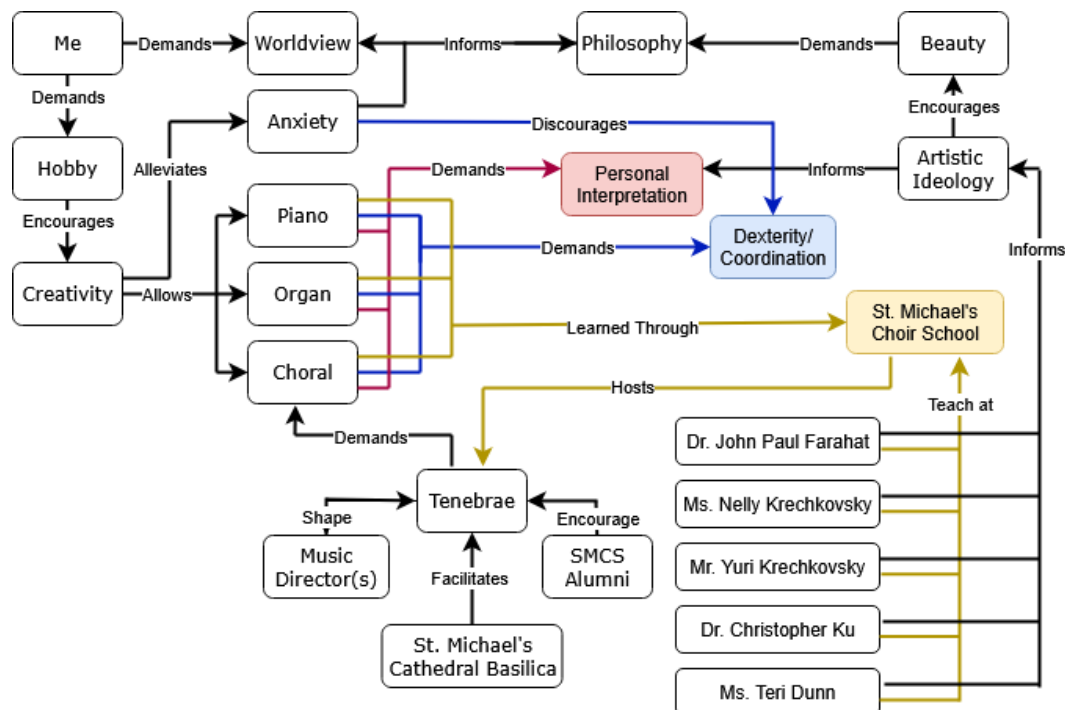 Me
Demands
Worldview
Informs
Philosophy
Demands
Beauty
Demands
Anxiety
Discourages
Encourages
Hobby
Alleviates
Demands
Personal
Interpretation
Informs
Artistic
Ideology
Encourages
Piano
Demands
Dexterity/
Coordination
Informs
Creativity
Allows
Organ
Learned Through
St. Michael's
Choir School
Choral
Hosts
Teach at
Demands
Dr. John Paul Farahat
Tenebrae
Ms. Nelly Krechkovsky
Shape
Encourage
Music
Director(s)
Facilitates
SMCS
Alumni
Mr. Yuri Krechkovsky
St. Michael's
Cathedral Basilica
Dr. Christopher Ku
Ms. Teri Dunn